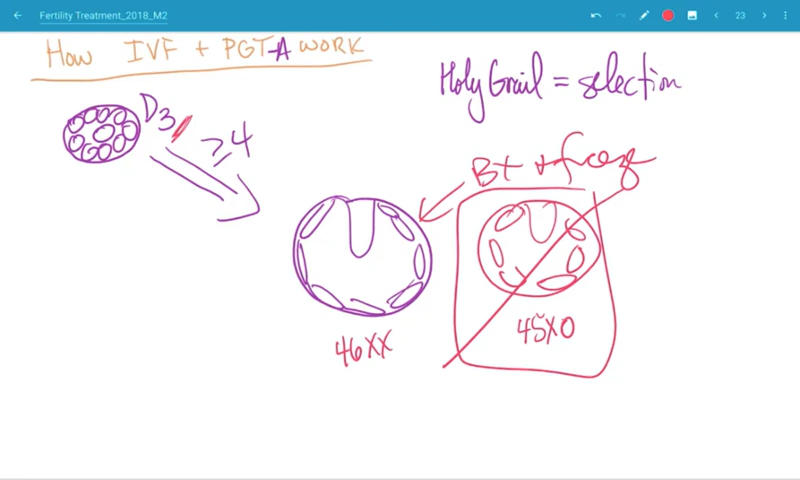 Fertility Treatment_2018_M2
23
How IVF + PGT-A WORK
Holy Grail = selection
D3
≥4
Bx + freeze
46XX
45XO